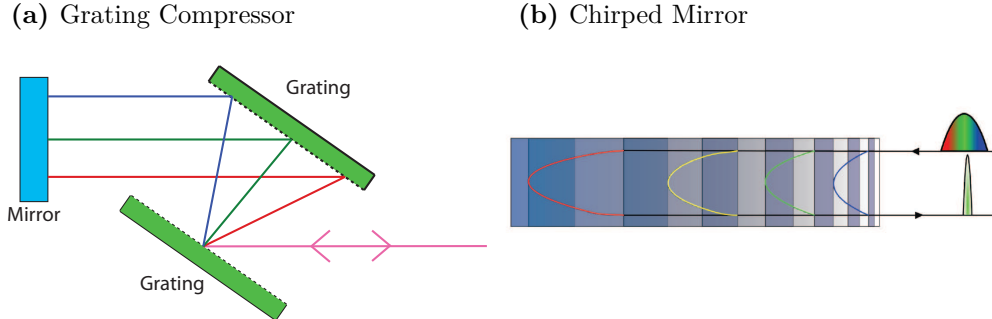 (a) Grating Compressor
(b) Chirped Mirror
Grating
Mirror
Grating